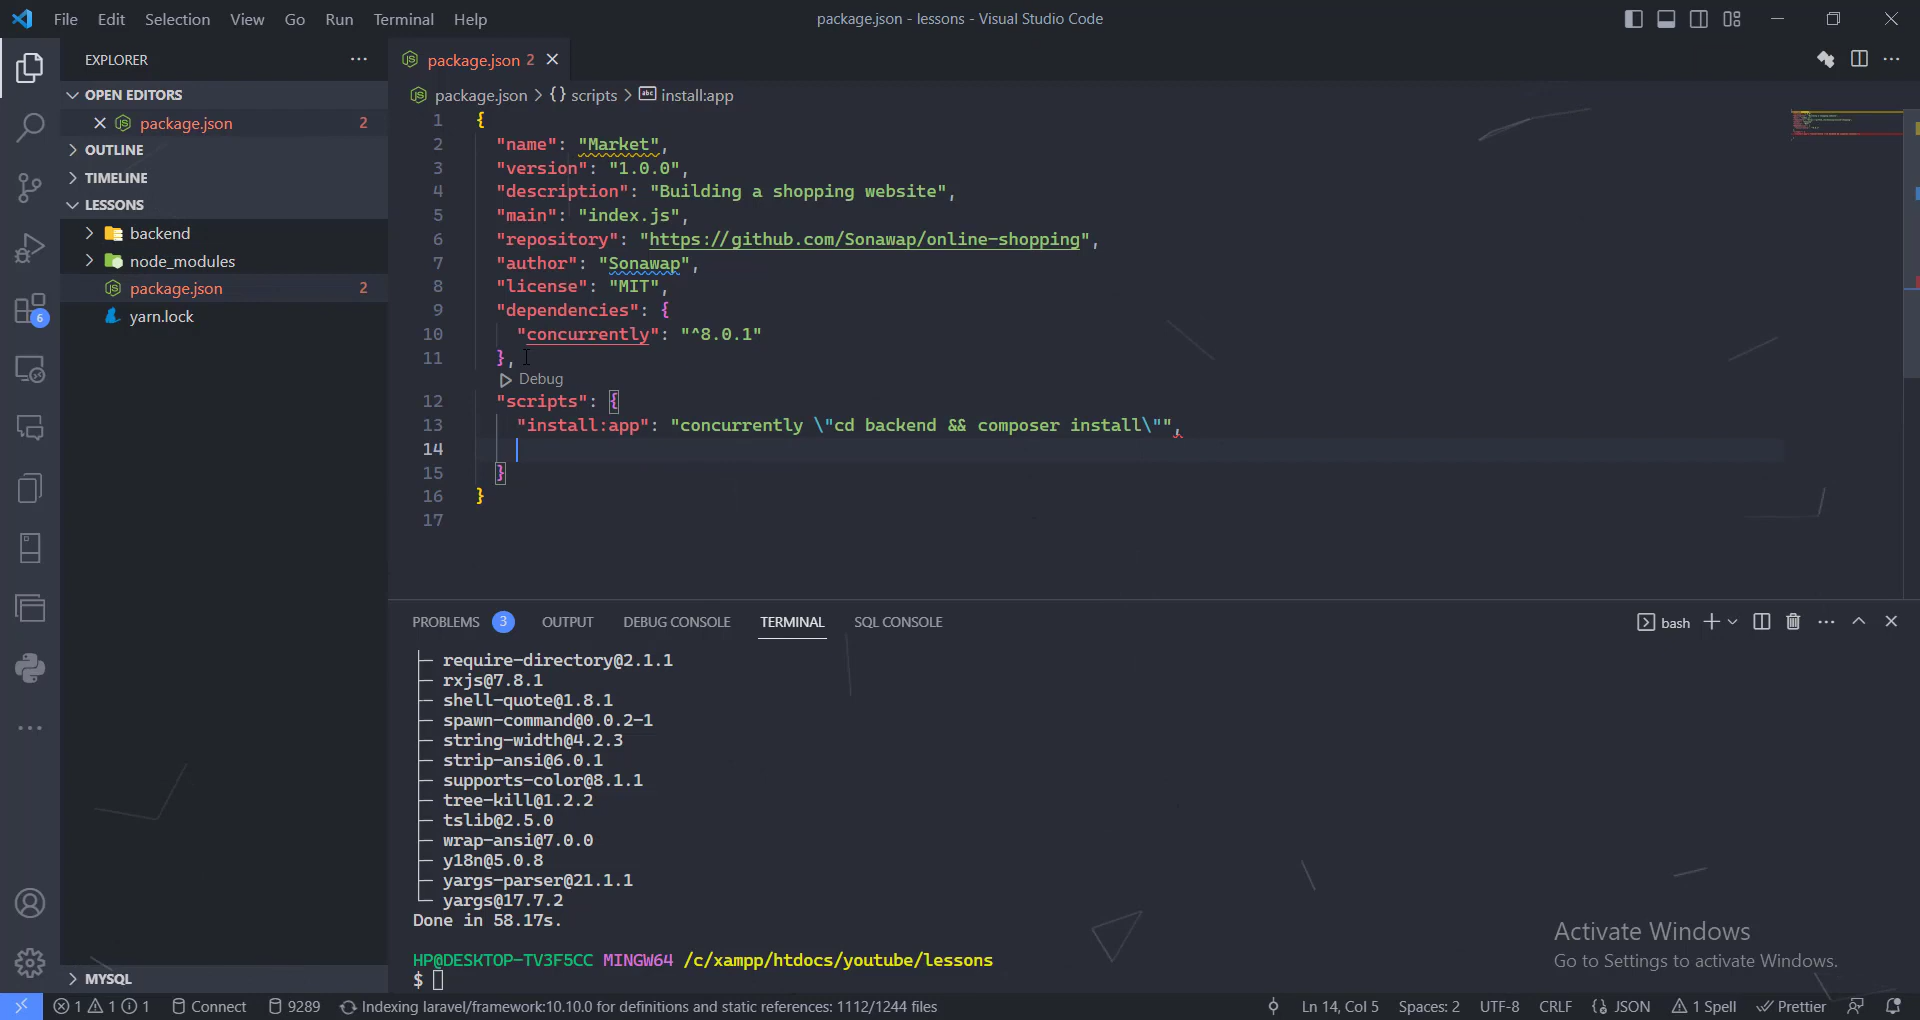 File Edit Selection View Go Run Terminal Help
package.json - lessons - Visual Studio Code
EXPLORER
OPEN EDITORS
package.json 2
OUTLINE
TIMELINE
LESSONS
backend
node_modules
package.json 2
yarn.lock
MYSQL
6
package.json 2
package.json > {} scripts > abc install:app
1 {
2 "name": "Market",
3 "version": "1.0.0",
4 "description": "Building a shopping website",
5 "main": "index.js",
6 "repository": "https://github.com/Sonawap/online-shopping",
7 "author": "Sonawap",
8 "license": "MIT",
9 "dependencies": {
10 "concurrently": "^8.0.1"
11 },
Debug
12 "scripts": {
13 "install:app": "concurrently \"cd backend && composer install\"",
14
15 }
16 }
17
PROBLEMS 3 OUTPUT DEBUG CONSOLE TERMINAL SQL CONSOLE
bash
├─ require-directory@2.1.1
├─ rxjs@7.8.1
├─ shell-quote@1.8.1
├─ spawn-command@0.0.2-1
├─ string-width@4.2.3
├─ strip-ansi@6.0.1
├─ supports-color@8.1.1
├─ tree-kill@1.2.2
├─ tslib@2.5.0
├─ wrap-ansi@7.0.0
├─ y18n@5.0.8
├─ yargs-parser@21.1.1
└─ yargs@17.7.2
Done in 58.17s.
HP@DESKTOP-TV3F5CC MINGW64 /c/xampp/htdocs/youtube/lessons
$
Activate Windows
Go to Settings to activate Windows.
1 1 1 Connect 9289 Indexing laravel/framework:10.10.0 for definitions and static references: 1112/1244 files
Ln 14, Col 5 Spaces: 2 UTF-8 CRLF {} JSON 1 Spell Prettier